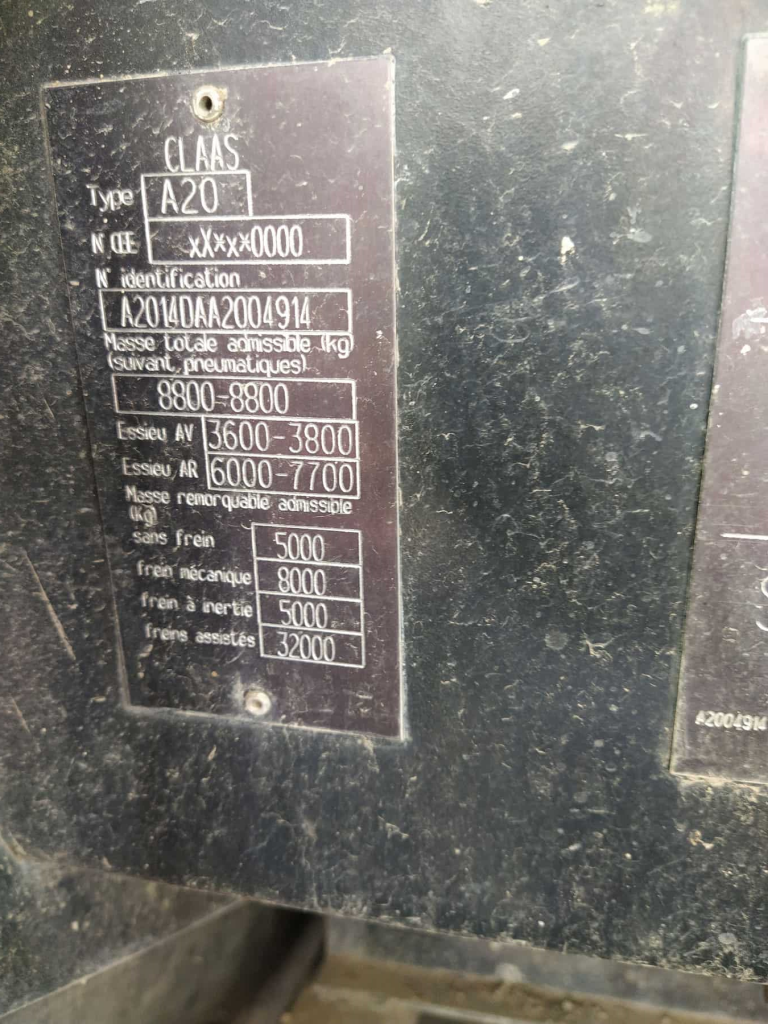 CLAAS
Type A20
N° CEE xX*x*0000
N° identification
A2014DAA2004914
Masse totale admissible (kg)
(suivant pneumatiques)
8800-8800
Essieu AV 3600-3800
Essieu AR 6000-7700
Masse remorquable admissible
(kg)
sans frein 5000
frein mécanique 8000
frein à inertie 5000
freins assistés 32000
A2004914